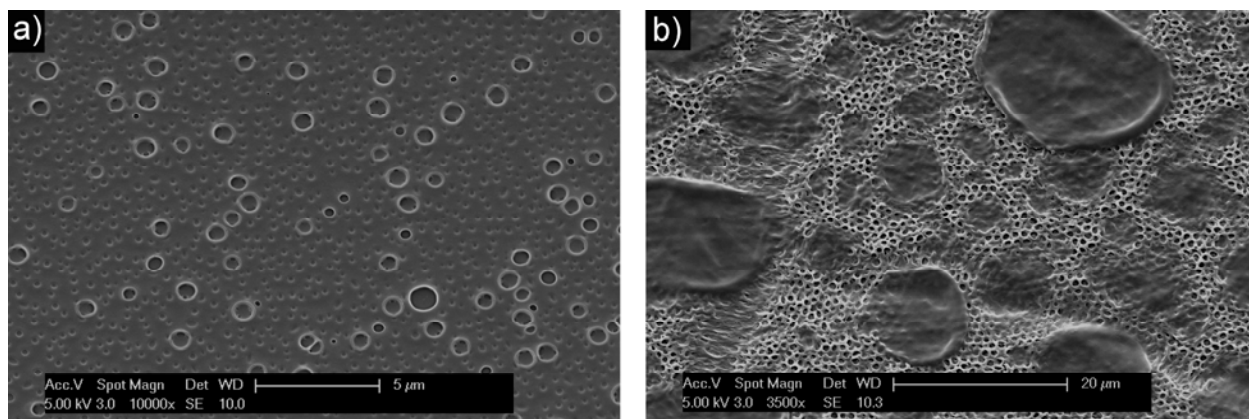 a)
Acc.V Spot Magn Det WD 5 µm
5.00 kV 3.0 10000x SE 10.0
b)
Acc.V Spot Magn Det WD 20 µm
5.00 kV 3.0 3500x SE 10.3